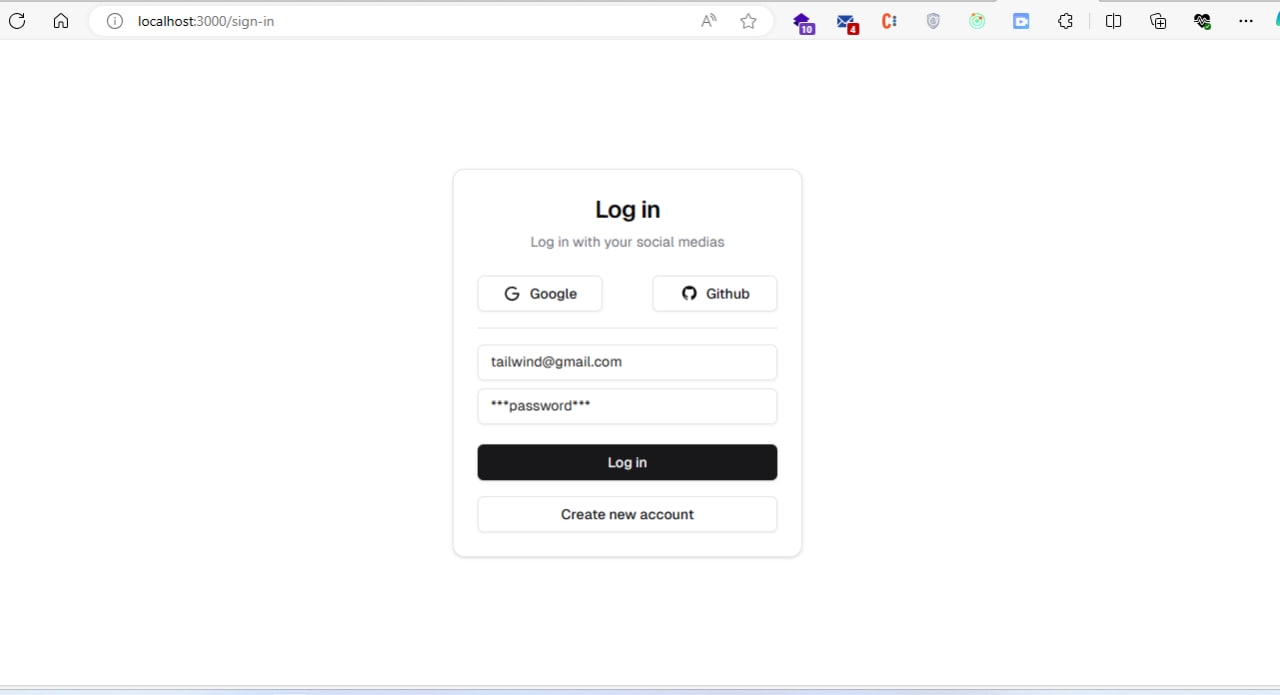 localhost:3000/sign-in
10
4
Log in
Log in with your social medias
Google
Github
tailwind@gmail.com
***password***
Log in
Create new account